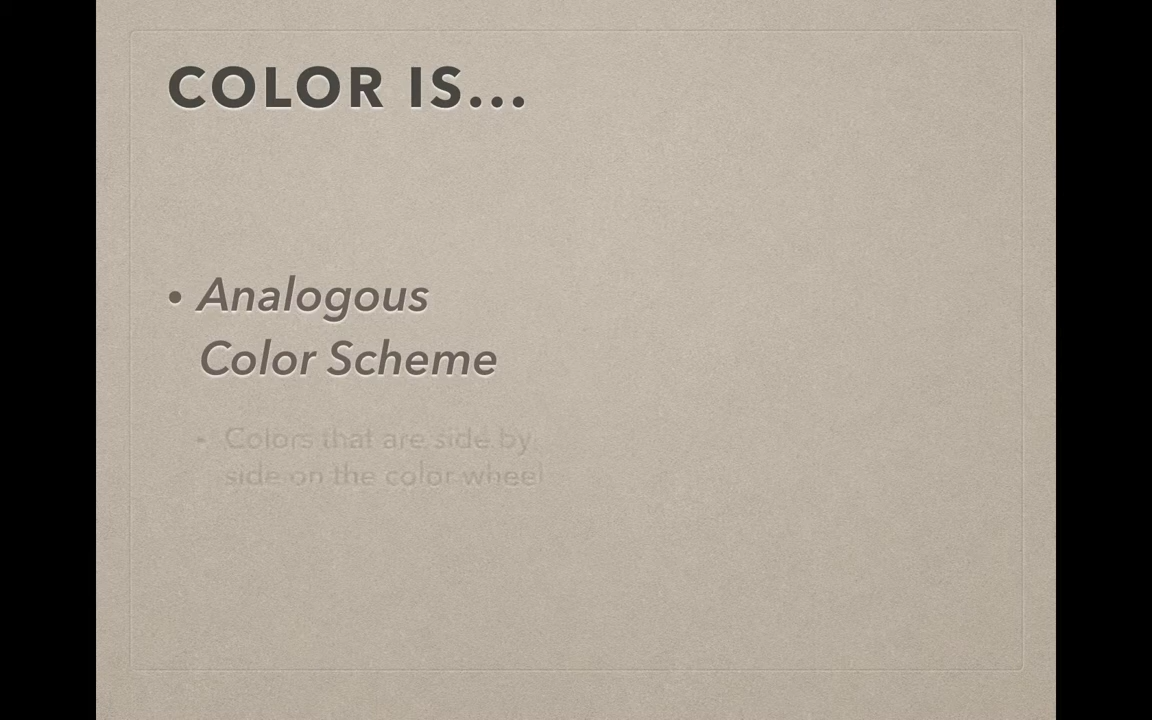 COLOR IS...
• Analogous
Color Scheme
• Colors that are side by
side on the color wheel